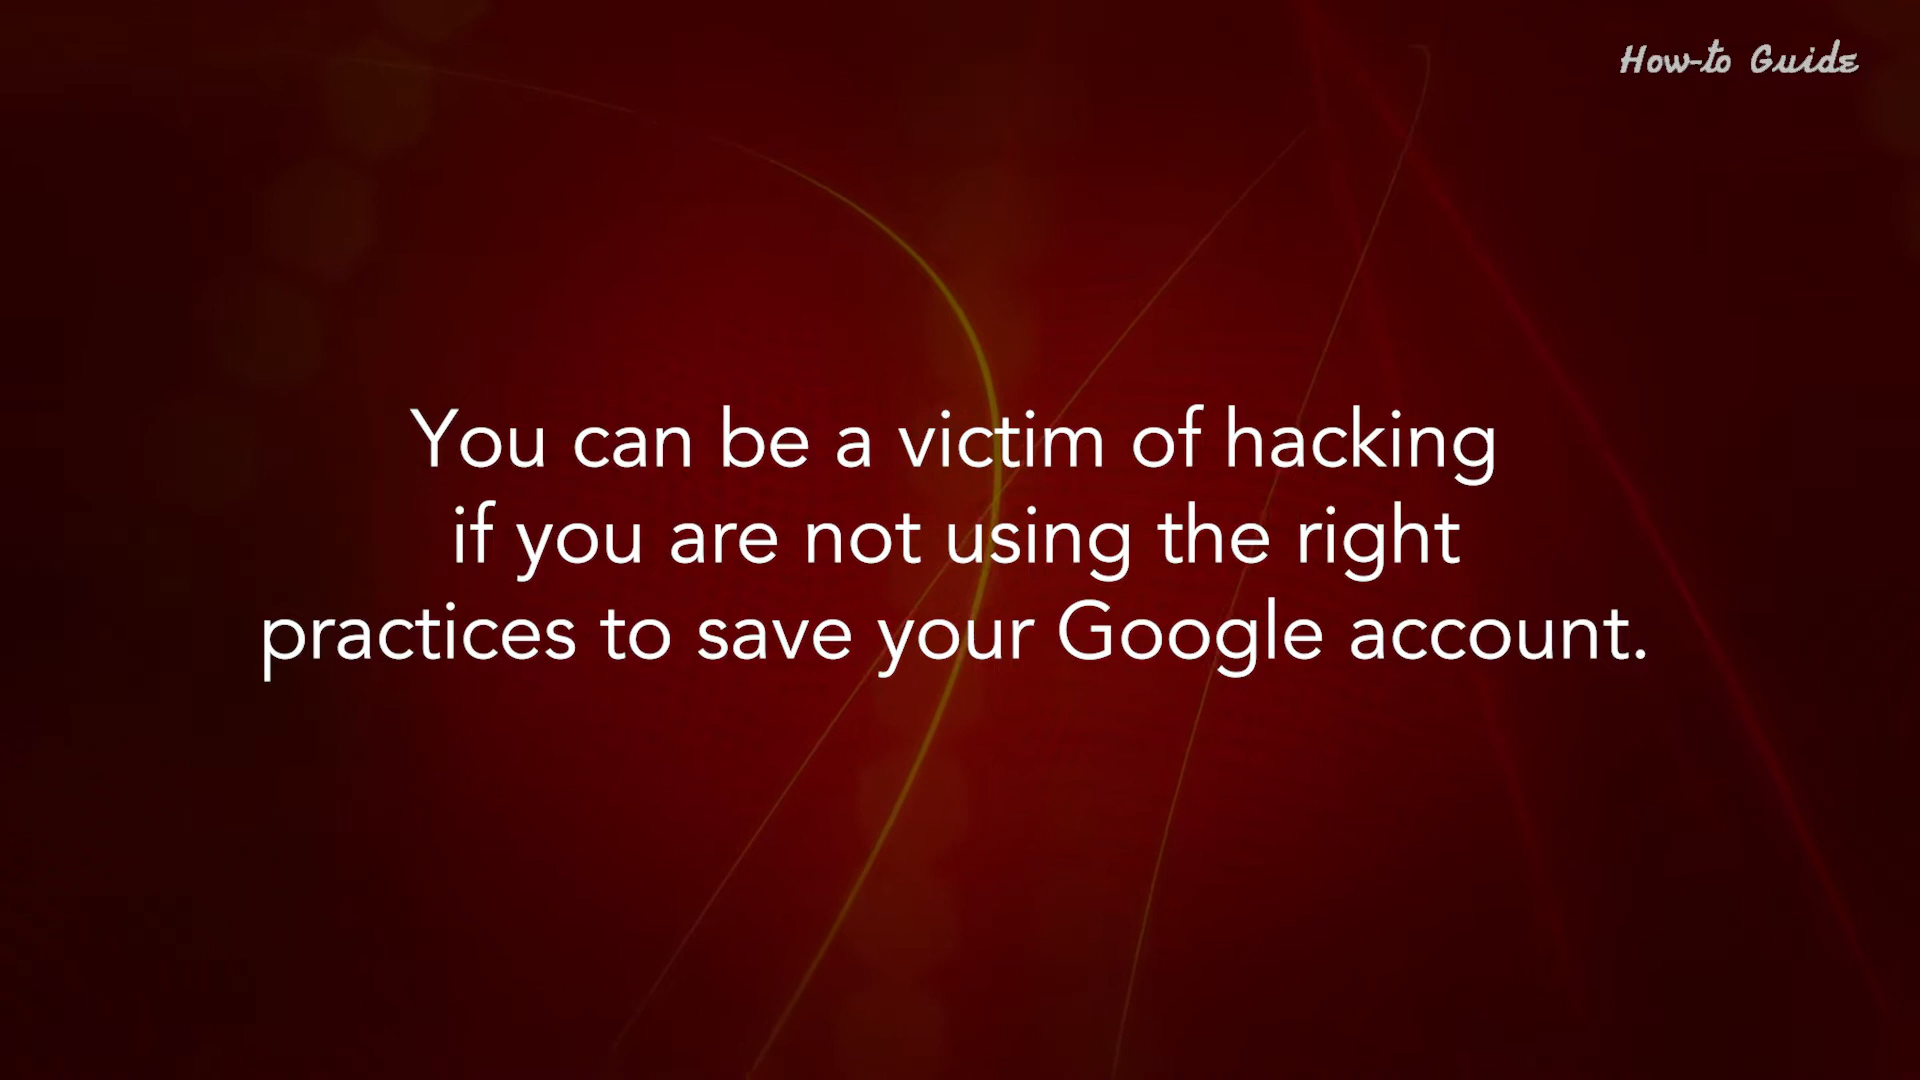 How-to Guide
You can be a victim of hacking
if you are not using the right
practices to save your Google account.